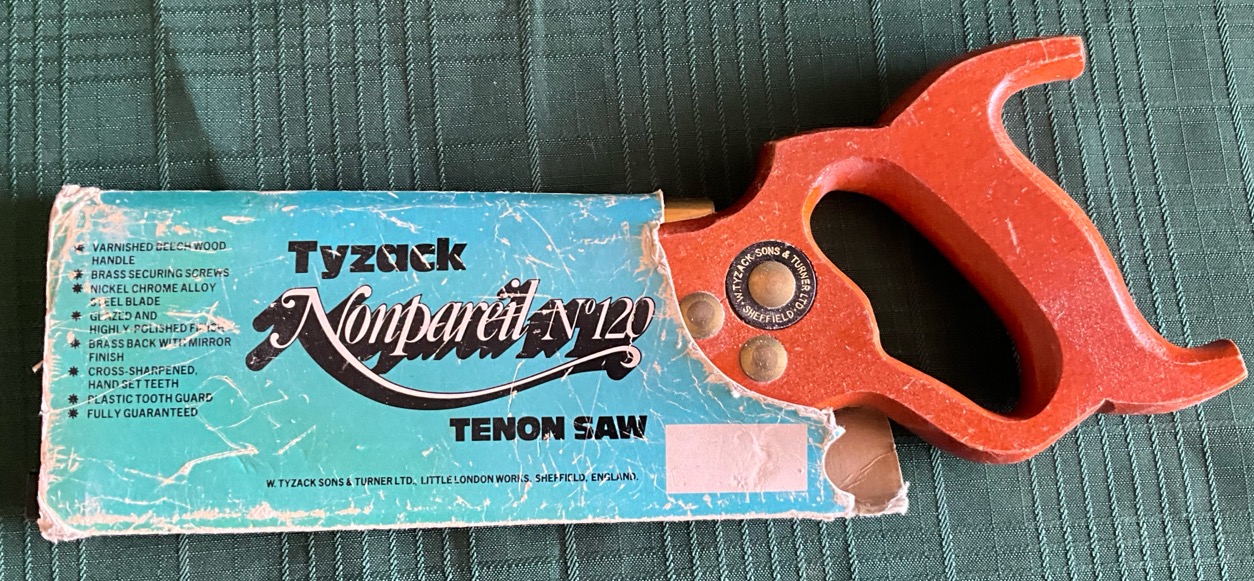 ✷ VARNISHED BEECH WOOD
HANDLE
✷ BRASS SECURING SCREWS
✷ NICKEL CHROME ALLOY
STEEL BLADE
✷ GLAZED AND
HIGHLY-POLISHED FINISH
✷ BRASS BACK WITH MIRROR
FINISH
✷ CROSS-SHARPENED,
HAND SET TEETH
✷ PLASTIC TOOTH GUARD
✷ FULLY GUARANTEED
Tyzack
Nonpareil Nº120
TENON SAW
W. TYZACK SONS & TURNER LTD., LITTLE LONDON WORKS, SHEFFIELD, ENGLAND.
W. TYZACK SONS & TURNER LTD.
SHEFFIELD